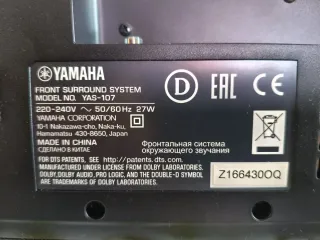 YAMAHA
FRONT SURROUND SYSTEM
MODEL NO. YAS-107
220-240V ~ 50/60Hz 27W
YAMAHA CORPORATION
10-1 Nakazawa-cho, Naka-ku,
Hamamatsu 430-8650, Japan
MADE IN CHINA
СДЕЛАНО В КИТАЕ
D EAC CE
Фронтальная система
окружающего звучания
FOR DTS PATENTS, SEE http://patents.dts.com.
MANUFACTURED UNDER LICENSE FROM DOLBY LABORATORIES.
DOLBY, DOLBY AUDIO, PRO LOGIC, AND THE DOUBLE-D SYMBOL
ARE TRADEMARKS OF DOLBY LABORATORIES.
Z166430OQ